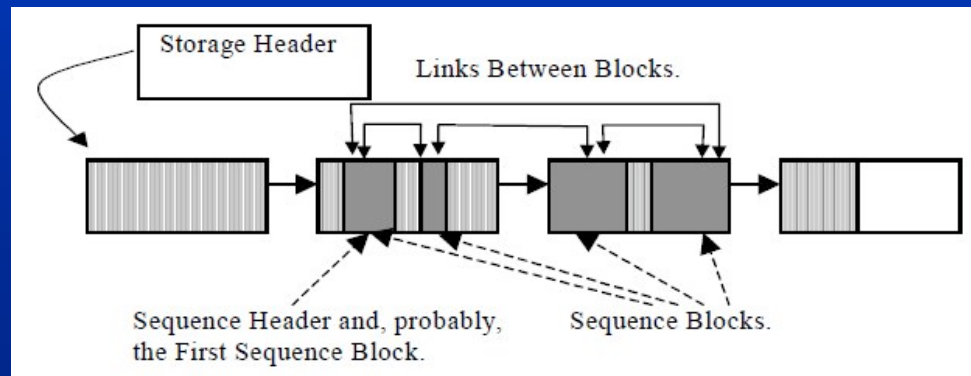 Storage Header
Links Between Blocks.
Sequence Header and, probably,
the First Sequence Block.
Sequence Blocks.